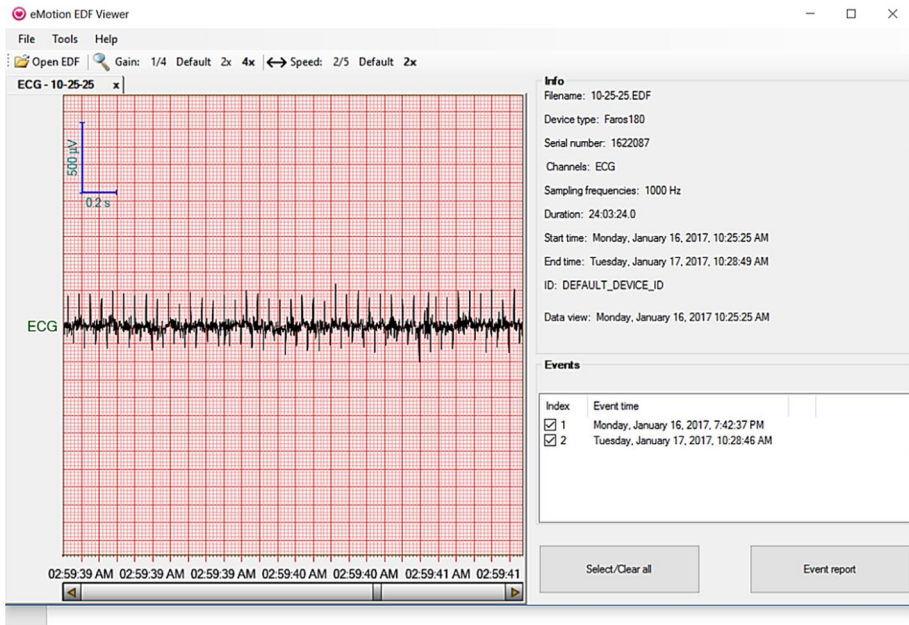 eMotion EDF Viewer
File Tools Help
Open EDF Gain: 1/4 Default 2x 4x Speed: 2/5 Default 2x
ECG - 10-25-25 x
500 µV
0.2 s
ECG
02:59:39 AM 02:59:39 AM 02:59:39 AM 02:59:40 AM 02:59:40 AM 02:59:41 AM 02:59:41
Info
Filename: 10-25-25.EDF
Device type: Faros180
Serial number: 1622087
Channels: ECG
Sampling frequencies: 1000 Hz
Duration: 24:03:24.0
Start time: Monday, January 16, 2017, 10:25:25 AM
End time: Tuesday, January 17, 2017, 10:28:49 AM
ID: DEFAULT_DEVICE_ID
Data view: Monday, January 16, 2017 10:25:25 AM
Events
Index Event time
1 Monday, January 16, 2017, 7:42:37 PM
2 Tuesday, January 17, 2017, 10:28:46 AM
Select/Clear all Event report